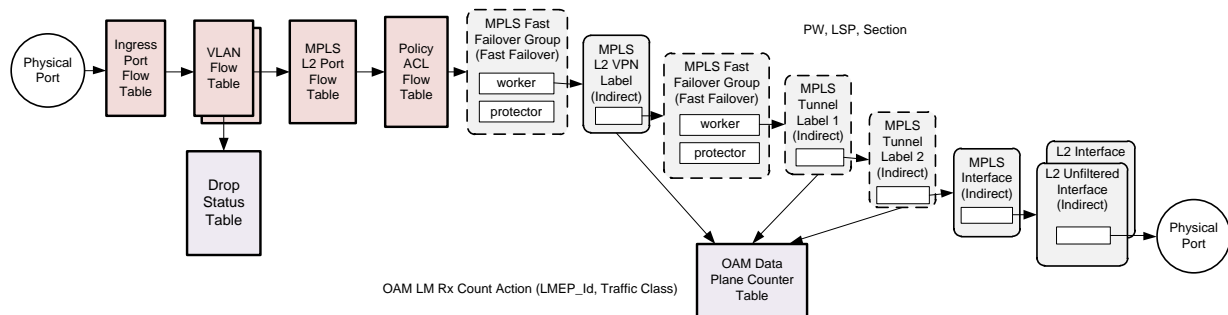 Physical
Port
Ingress
Port
Flow
Table
VLAN
Flow
Table
MPLS
L2 Port
Flow
Table
Policy
ACL
Flow
Table
MPLS Fast
Failover Group
(Fast Failover)
worker
protector
MPLS
L2 VPN
Label
(Indirect)
MPLS Fast
Failover Group
(Fast Failover)
worker
protector
PW, LSP, Section
MPLS
Tunnel
Label 1
(Indirect)
MPLS
Tunnel
Label 2
(Indirect)
MPLS
Interface
(Indirect)
L2 Interface
L2 Unfiltered
Interface
(Indirect)
Physical
Port
Drop
Status
Table
OAM LM Rx Count Action (LMEP_Id, Traffic Class)
OAM Data
Plane Counter
Table